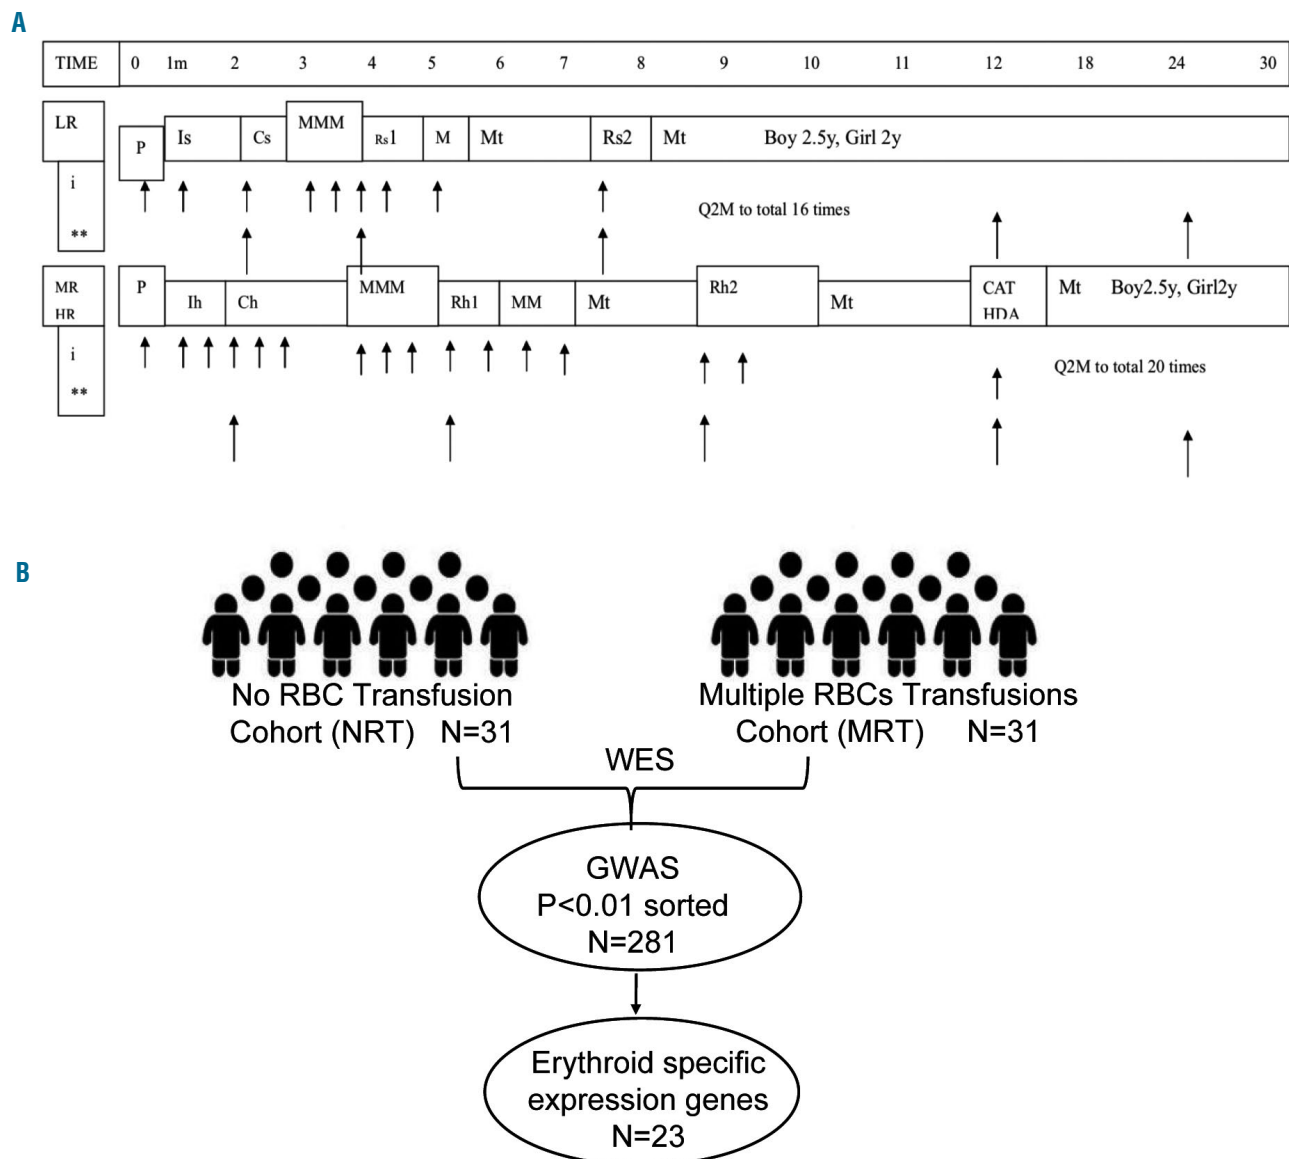 A
TIME 0 1m 2 3 4 5 6 7 8 9 10 11 12 18 24 30
LR P Is Cs MMM Rs1 M Mt Rs2 Mt Boy 2.5y, Girl 2y
i
Q2M to total 16 times
**
MR P Ih Ch MMM Rh1 MM Mt Rh2 Mt CAT Mt Boy2.5y, Girl2y
HR HDA
i
Q2M to total 20 times
**
B
No RBC Transfusion
Cohort (NRT) N=31
Multiple RBCs Transfusions
Cohort (MRT) N=31
WES
GWAS
P<0.01 sorted
N=281
Erythroid specific
expression genes
N=23